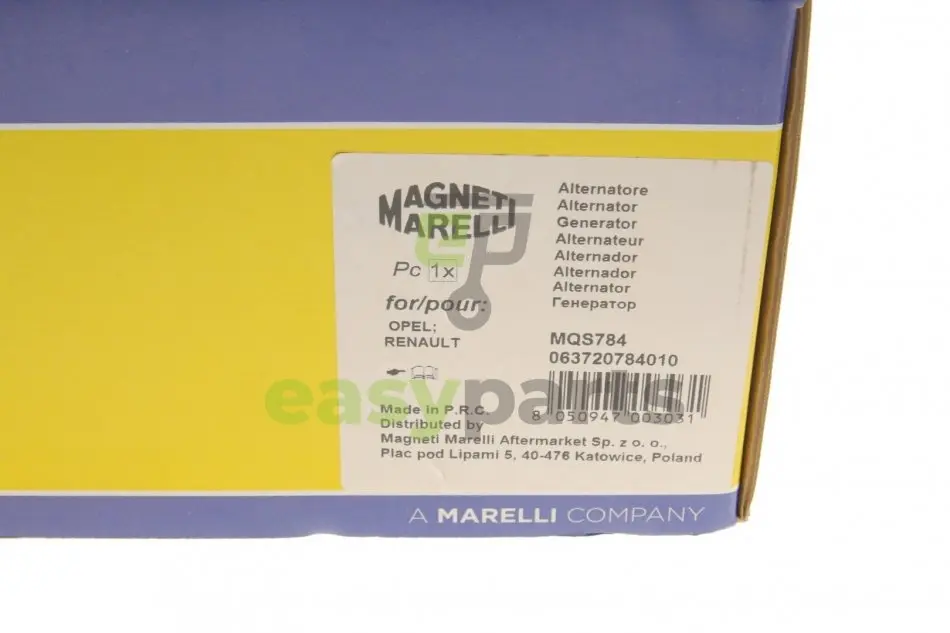 MAGNETI
MARELLI
Pc 1x
for/pour:
OPEL;
RENAULT
Alternatore
Alternator
Generator
Alternateur
Alternador
Alternador
Alternator
Генератор
MQS784
063720784010
8 050947 003031
easyparts
Made in P.R.C.
Distributed by
Magneti Marelli Aftermarket Sp. z o. o.,
Plac pod Lipami 5, 40-476 Katowice, Poland
A MARELLI COMPANY